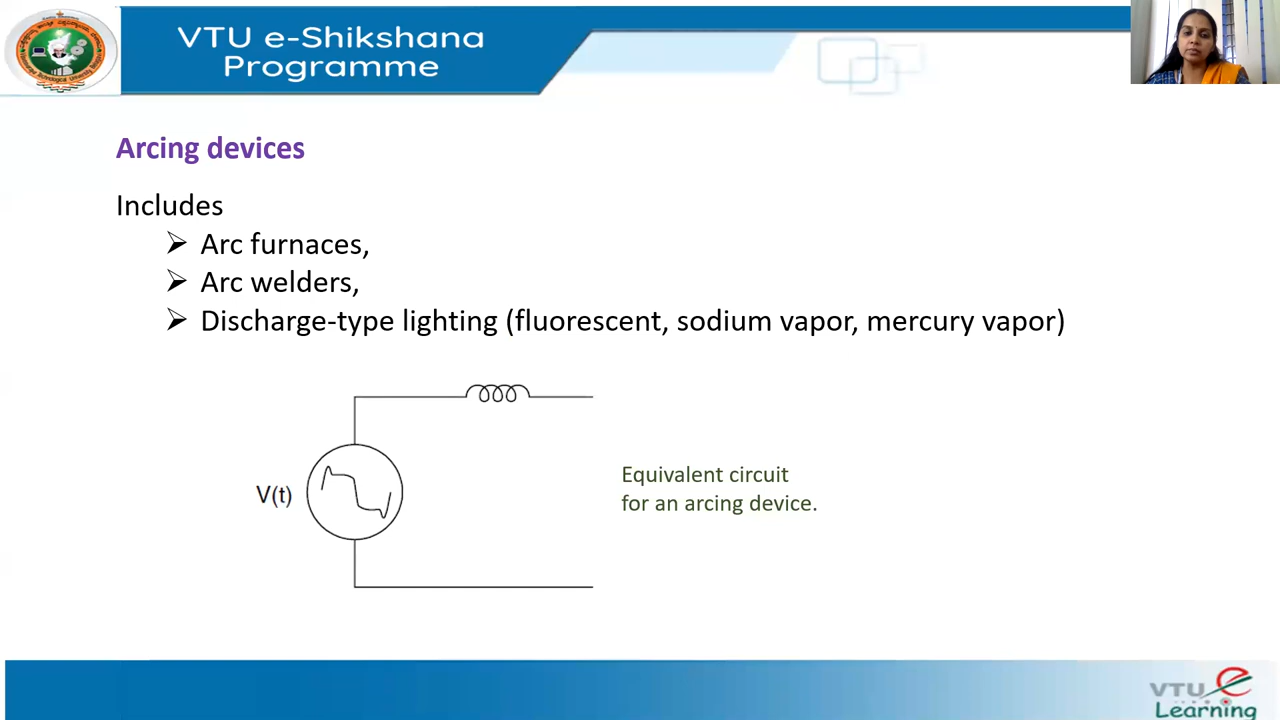 VTU e-Shikshana
Programme
Arcing devices
Includes
➢ Arc furnaces,
➢ Arc welders,
➢ Discharge-type lighting (fluorescent, sodium vapor, mercury vapor)
V(t)
Equivalent circuit
for an arcing device.
VTU e
Learning